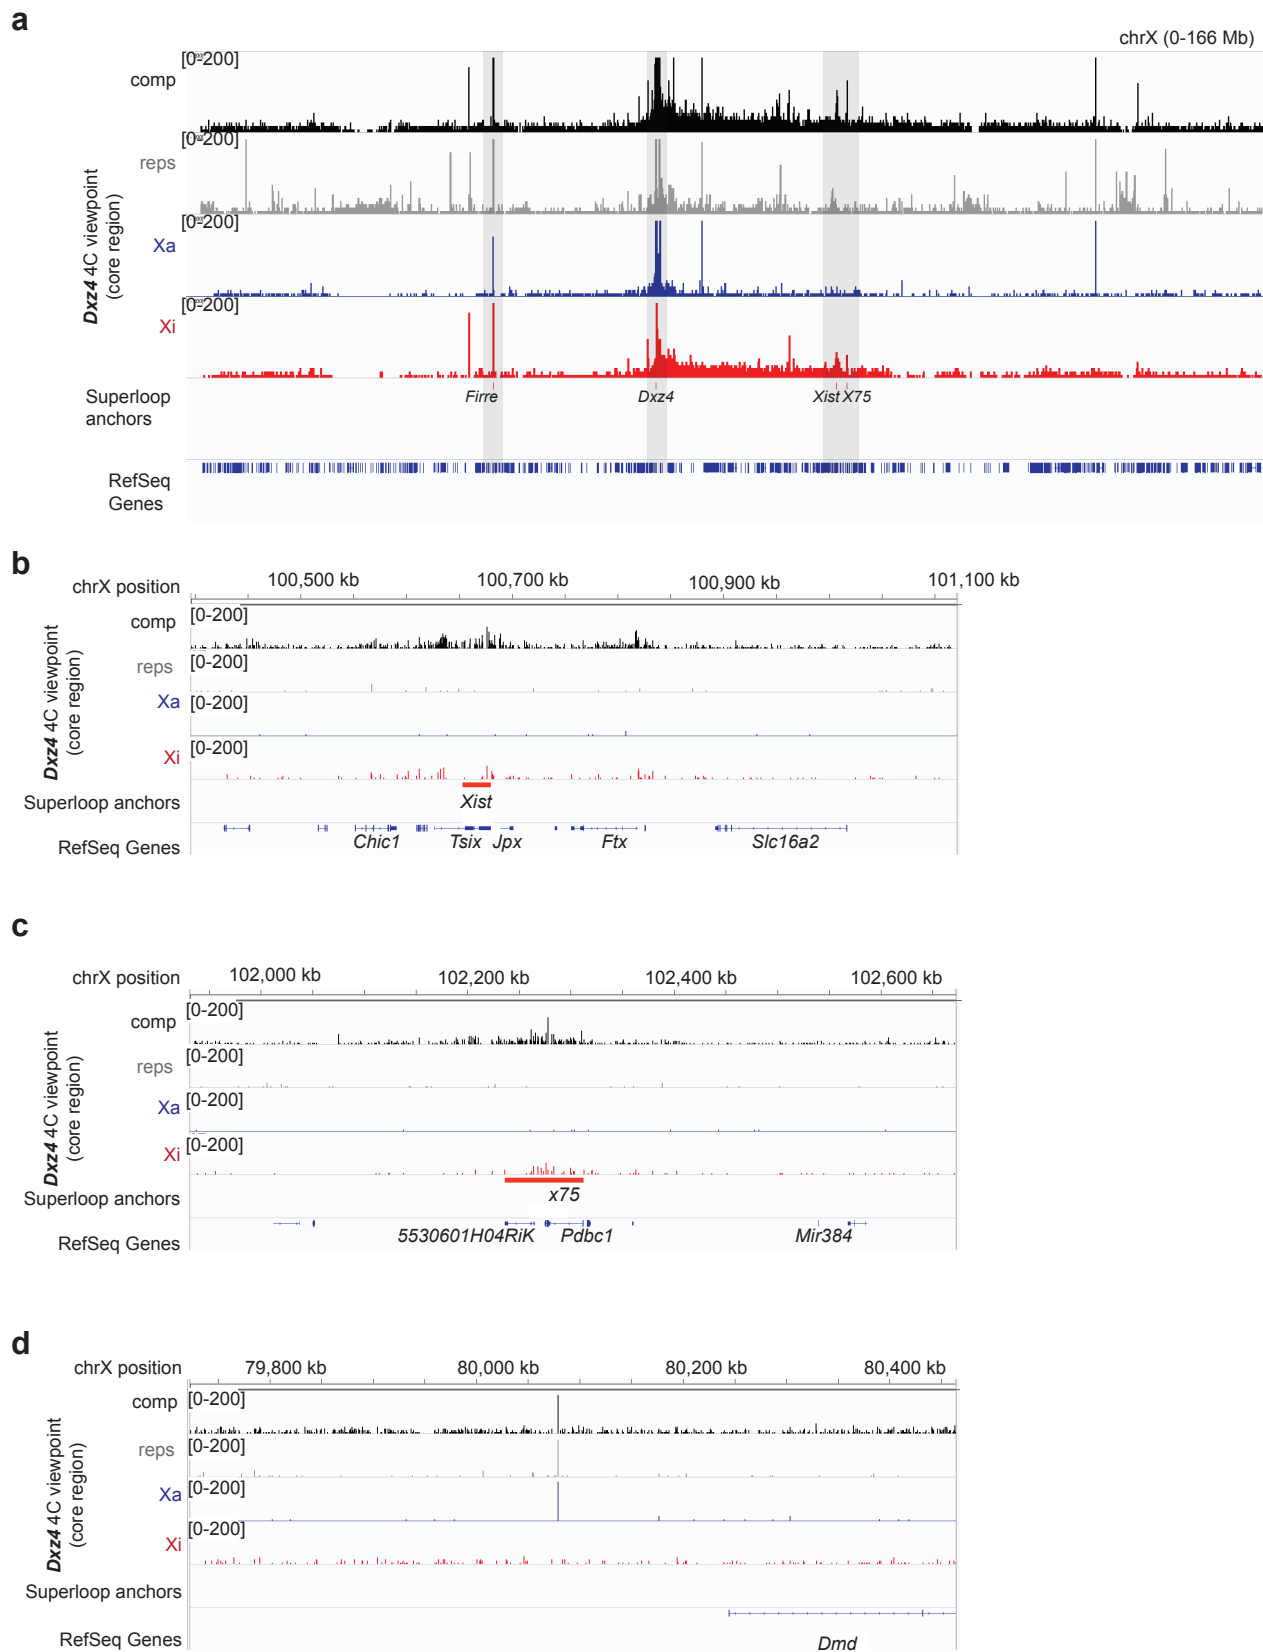 a
chrX (0-166 Mb)
[0-200]
comp
[0-200]
reps
[0-200]
Xa
[0-200]
Xi
Dxz4 4C viewpoint
(core region)
Superloop
anchors
Firre Dxz4 Xist X75
RefSeq
Genes
b
chrX position 100,500 kb 100,700 kb 100,900 kb 101,100 kb
comp [0-200]
reps [0-200]
Xa [0-200]
Xi [0-200]
Dxz4 4C viewpoint
(core region)
Superloop anchors
Xist
RefSeq Genes
Chic1 Tsix Jpx Ftx Slc16a2
c
chrX position 102,000 kb 102,200 kb 102,400 kb 102,600 kb
comp [0-200]
reps [0-200]
Xa [0-200]
Xi [0-200]
Dxz4 4C viewpoint
(core region)
Superloop anchors
x75
RefSeq Genes
5530601H04RiK Pdbc1 Mir384
d
chrX position 79,800 kb 80,000 kb 80,200 kb 80,400 kb
comp [0-200]
reps [0-200]
Xa [0-200]
Xi [0-200]
Dxz4 4C viewpoint
(core region)
Superloop anchors
RefSeq Genes
Dmd